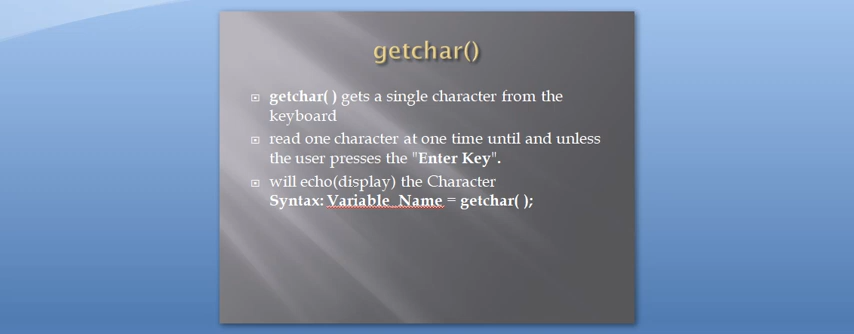 getchar()
getchar( ) gets a single character from the
keyboard
read one character at one time until and unless
the user presses the "Enter Key".
will echo(display) the Character
Syntax: Variable_Name = getchar( );